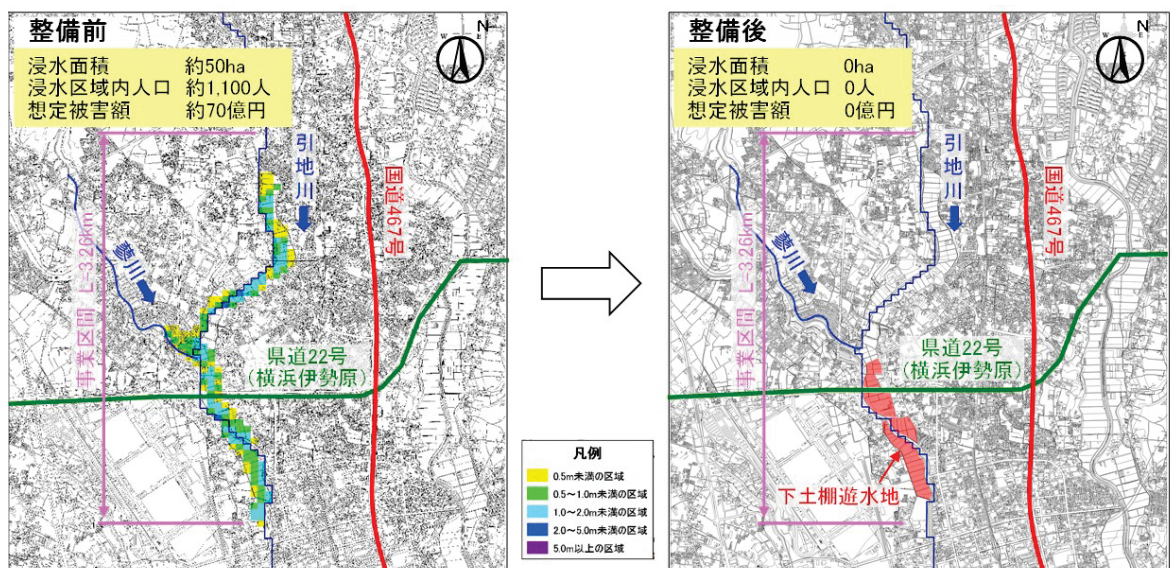 整備前
浸水面積 約50ha
浸水区域内人口 約1,100人
想定被害額 約70億円
N
W
E
引地川
国道467号
事業区間 L=326km
蓼川
県道22号
(横浜伊勢原)
凡例
0.5m未満の区域
0.5~1.0m未満の区域
1.0~2.0m未満の区域
2.0~5.0m未満の区域
5.0m以上の区域
整備後
浸水面積 0ha
浸水区域内人口 0人
想定被害額 0億円
N
W
E
引地川
国道467号
事業区間 L=326km
蓼川
県道22号
(横浜伊勢原)
下土棚遊水地